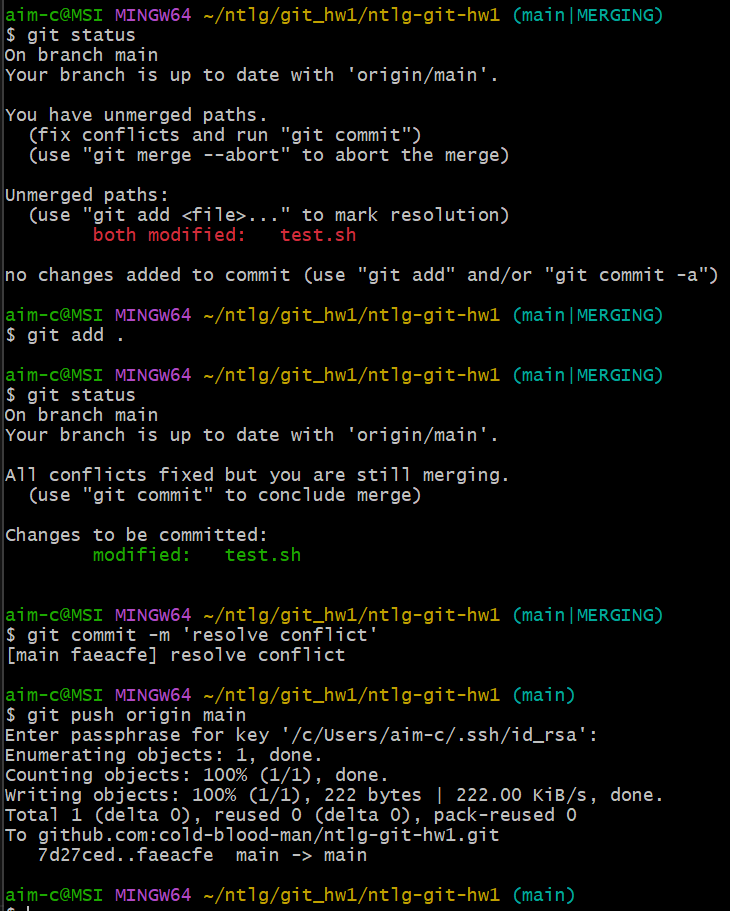 aim-c@MSI MINGW64 ~/ntlg/git_hw1/ntlg-git-hw1 (main|MERGING)
$ git status
On branch main
Your branch is up to date with 'origin/main'.

You have unmerged paths.
  (fix conflicts and run "git commit")
  (use "git merge --abort" to abort the merge)

Unmerged paths:
  (use "git add <file>..." to mark resolution)
        both modified:   test.sh

no changes added to commit (use "git add" and/or "git commit -a")

aim-c@MSI MINGW64 ~/ntlg/git_hw1/ntlg-git-hw1 (main|MERGING)
$ git add .

aim-c@MSI MINGW64 ~/ntlg/git_hw1/ntlg-git-hw1 (main|MERGING)
$ git status
On branch main
Your branch is up to date with 'origin/main'.

All conflicts fixed but you are still merging.
  (use "git commit" to conclude merge)

Changes to be committed:
        modified:   test.sh


aim-c@MSI MINGW64 ~/ntlg/git_hw1/ntlg-git-hw1 (main|MERGING)
$ git commit -m 'resolve conflict'
[main faeacfe] resolve conflict

aim-c@MSI MINGW64 ~/ntlg/git_hw1/ntlg-git-hw1 (main)
$ git push origin main
Enter passphrase for key '/c/Users/aim-c/.ssh/id_rsa':
Enumerating objects: 1, done.
Counting objects: 100% (1/1), done.
Writing objects: 100% (1/1), 222 bytes | 222.00 KiB/s, done.
Total 1 (delta 0), reused 0 (delta 0), pack-reused 0
To github.com:cold-blood-man/ntlg-git-hw1.git
   7d27ced..faeacfe  main -> main

aim-c@MSI MINGW64 ~/ntlg/git_hw1/ntlg-git-hw1 (main)